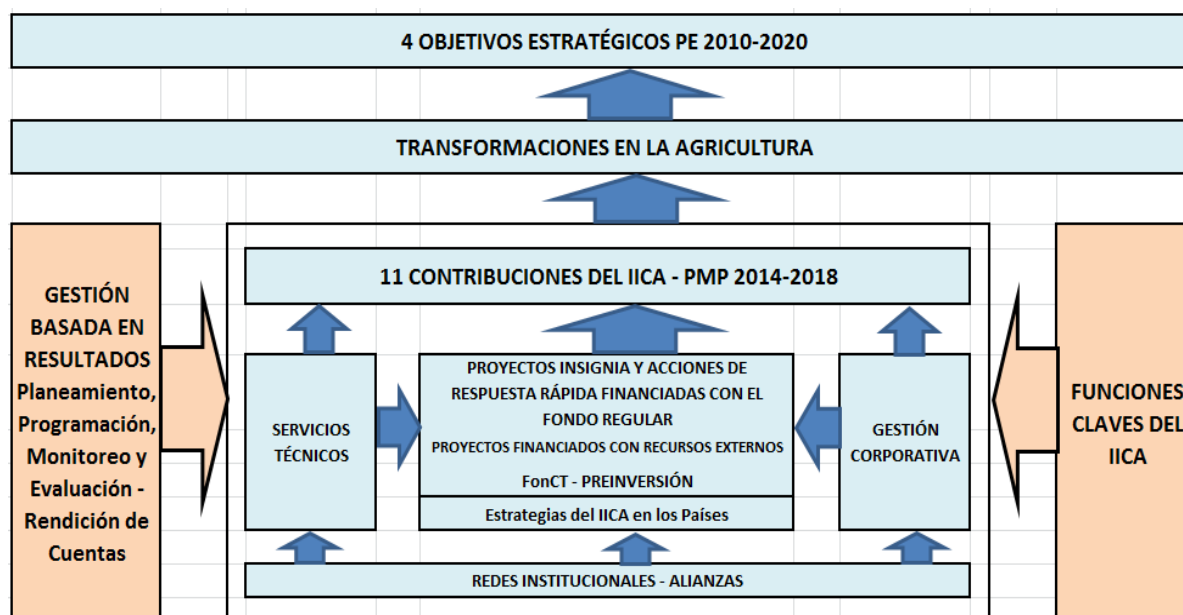 4 OBJETIVOS ESTRATÉGICOS PE 2010-2020
TRANSFORMACIONES EN LA AGRICULTURA
GESTIÓN
BASADA EN
RESULTADOS
Planeamiento,
Programación,
Monitoreo y
Evaluación -
Rendición de
Cuentas
11 CONTRIBUCIONES DEL IICA - PMP 2014-2018
SERVICIOS
TÉCNICOS
PROYECTOS INSIGNIA Y ACCIONES DE
RESPUESTA RÁPIDA FINANCIADAS CON EL
FONDO REGULAR
PROYECTOS FINANCIADOS CON RECURSOS EXTERNOS
FonCT - PREINVERSIÓN
Estrategias del IICA en los Países
GESTIÓN
CORPORATIVA
REDES INSTITUCIONALES - ALIANZAS
FUNCIONES
CLAVES DEL
IICA